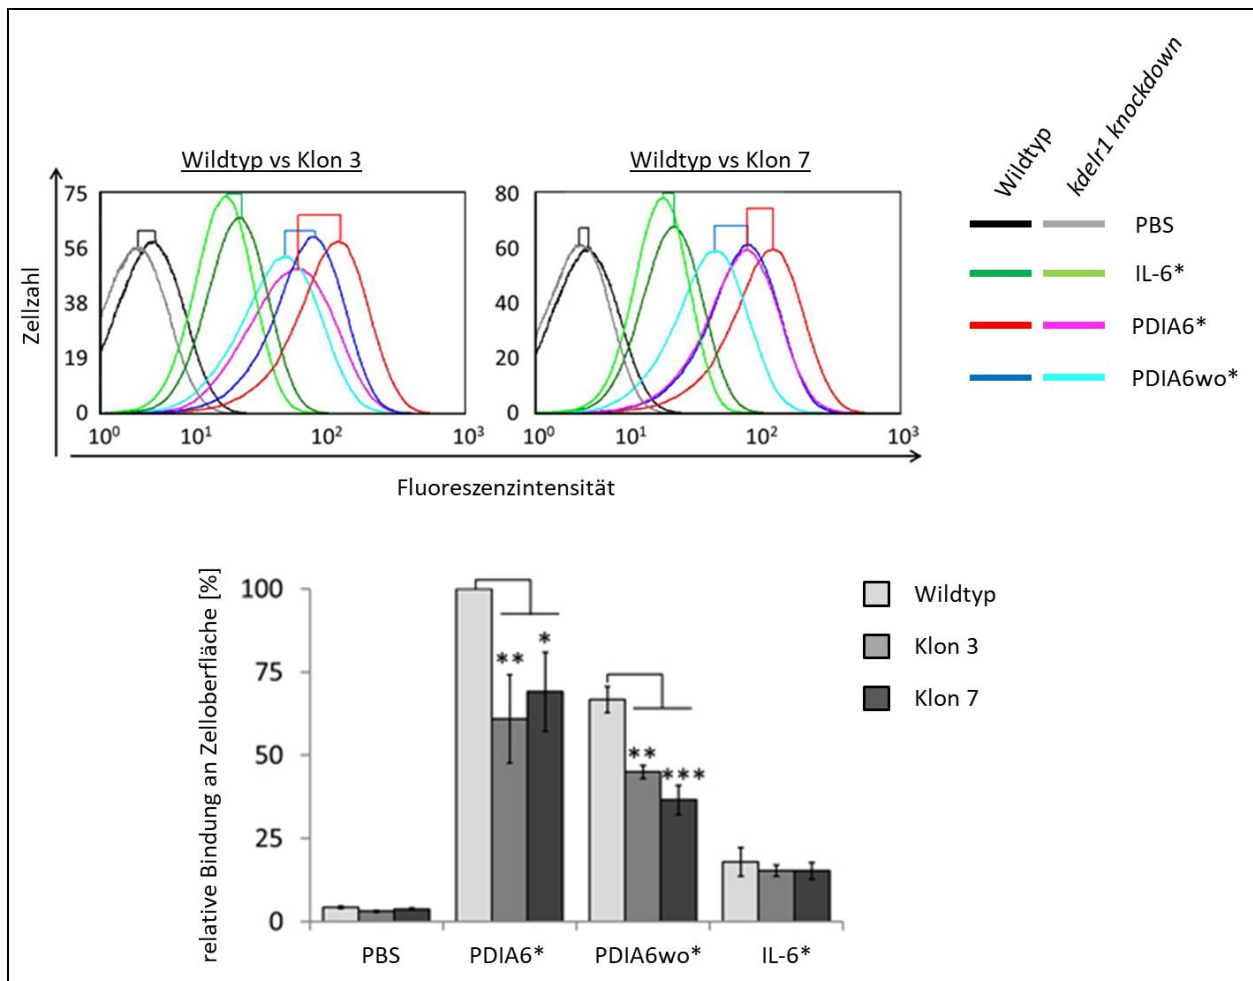 Wildtyp vs Klon 3
Wildtyp vs Klon 7
Wildtyp
kdelr1 knockdown
PBS
IL-6*
PDIA6*
PDIA6wo*
Zellzahl
75
56
38
19
0
80
60
40
20
0
10⁰ 10¹ 10² 10³
10⁰ 10¹ 10² 10³
Fluoreszenzintensität
relative Bindung an Zelloberfläche [%]
100
75
50
25
0
** *
** ***
PBS PDIA6* PDIA6wo* IL-6*
Wildtyp
Klon 3
Klon 7